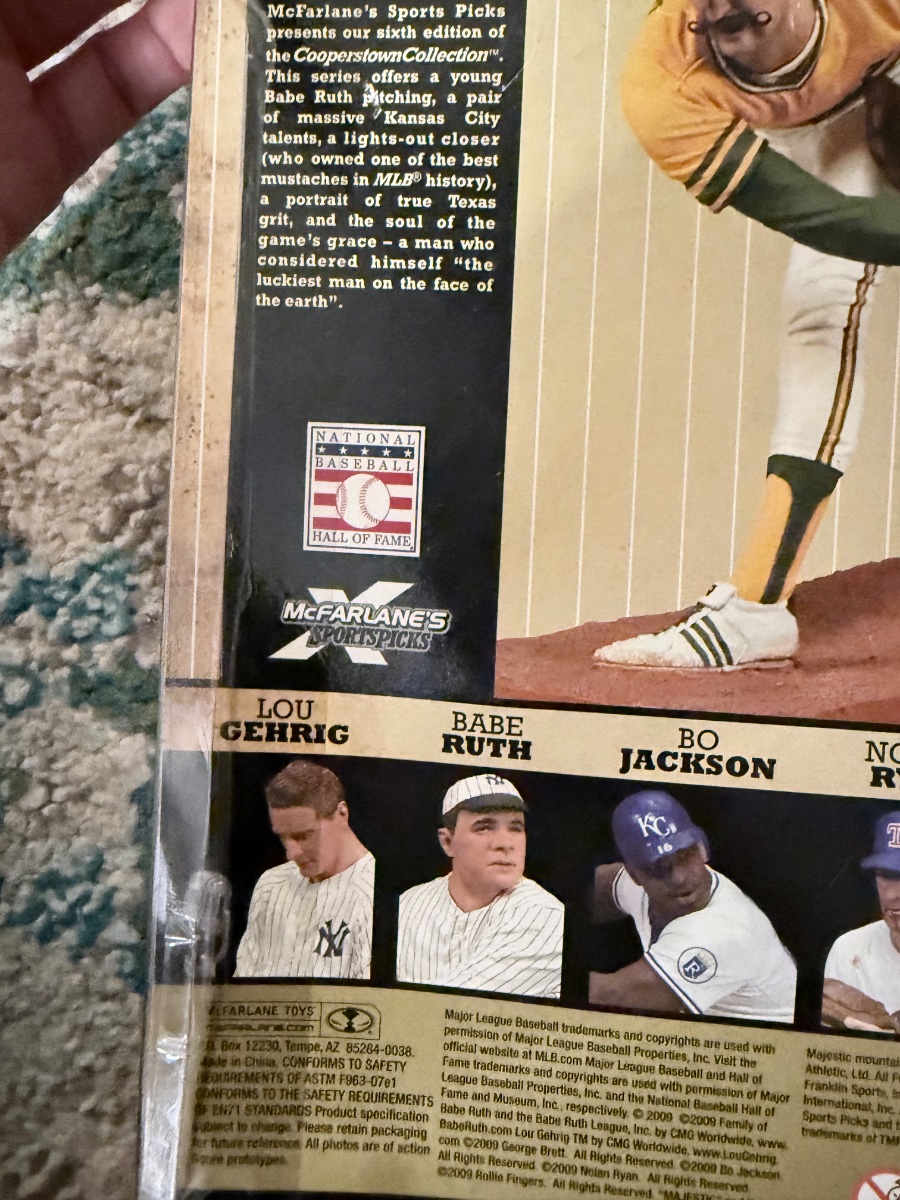 McFarlane's Sports Picks
presents our sixth edition of
the CooperstownCollection™.
This series offers a young
Babe Ruth pitching, a pair
of massive Kansas City
talents, a lights-out closer
(who owned one of the best
mustaches in MLB® history),
a portrait of true Texas
grit, and the soul of the
game's grace – a man who
considered himself "the
luckiest man on the face of
the earth".
NATIONAL
BASEBALL
HALL OF FAME
McFARLANE'S
SPORTSPICKS
LOU
GEHRIG
BABE
RUTH
BO
JACKSON
NO
RY
NY
KC
16
R
T
McFARLANE TOYS
P.O. Box 12230, Tempe, AZ 85284-0038.
Made in China. CONFORMS TO SAFETY
REQUIREMENTS OF ASTM F963-07e1
CONFORMS TO THE SAFETY REQUIREMENTS
OF EN71 STANDARDS Product specification
subject to change. Please retain packaging
for future reference. All photos are of action
figure prototypes.
Major League Baseball trademarks and copyrights are used with
permission of Major League Baseball Properties, Inc. Visit the
official website at MLB.com Major League Baseball and Hall of
Fame trademarks and copyrights are used with permission of Major
League Baseball Properties, Inc. and the National Baseball Hall of
Fame and Museum, Inc., respectively. © 2009 ©2009 Family of
Babe Ruth and the Babe Ruth League, Inc. by CMG Worldwide, www.
BabeRuth.com Lou Gehrig TM by CMG Worldwide, www.LouGehrig.
com ©2009 George Brett. All Rights Reserved. ©2009 Bo Jackson.
All Rights Reserved. ©2009 Nolan Ryan. All Rights Reserved.
©2009 Rollie Fingers. All Rights Reserved. "MAJESTIC
Majestic mountai
Athletic, Ltd. All
Franklin Sports, In
International, Inc.
Sports Picks and
trademarks of TMP